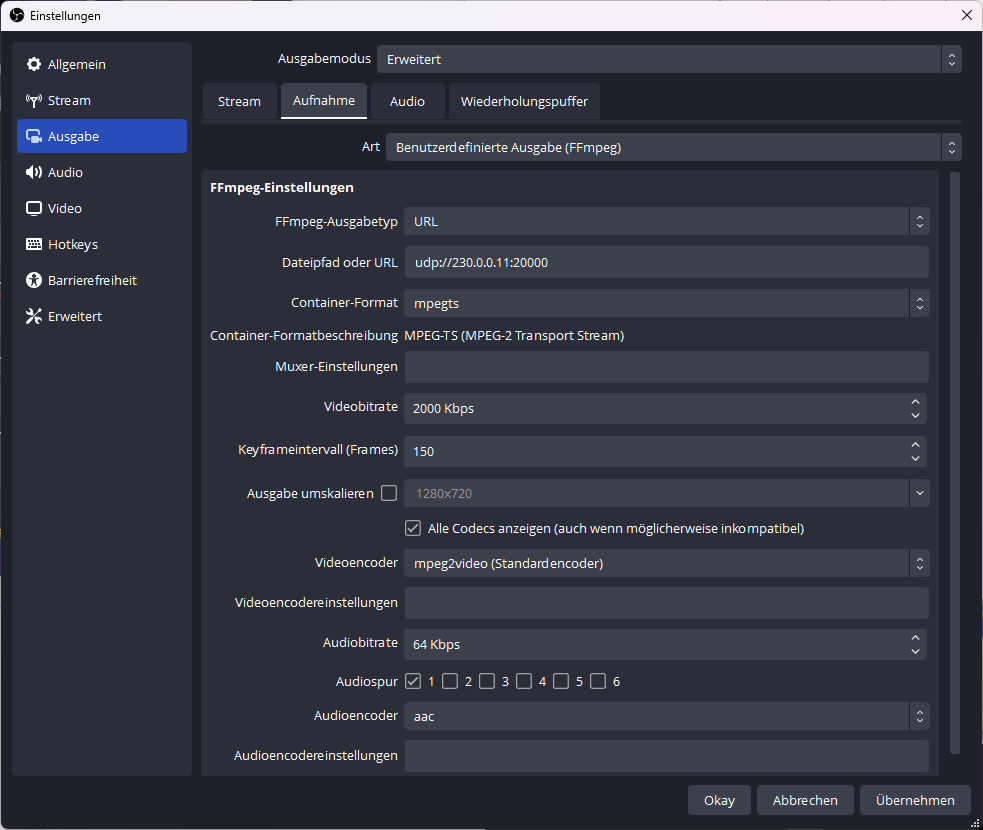 Einstellungen
Allgemein
Stream
Ausgabe
Audio
Video
Hotkeys
Barrierefreiheit
Erweitert
Ausgabemodus Erweitert
Stream Aufnahme Audio Wiederholungspuffer
Art Benutzerdefinierte Ausgabe (FFmpeg)
FFmpeg-Einstellungen
FFmpeg-Ausgabetyp URL
Dateipfad oder URL udp://230.0.0.11:20000
Container-Format mpegts
Container-Formatbeschreibung MPEG-TS (MPEG-2 Transport Stream)
Muxer-Einstellungen
Videobitrate 2000 Kbps
Keyframeintervall (Frames) 150
Ausgabe umskalieren 1280x720
Alle Codecs anzeigen (auch wenn möglicherweise inkompatibel)
Videoencoder mpeg2video (Standardencoder)
Videoencodereinstellungen
Audiobitrate 64 Kbps
Audiospur 1 2 3 4 5 6
Audioencoder aac
Audioencodereinstellungen
Okay Abbrechen Übernehmen